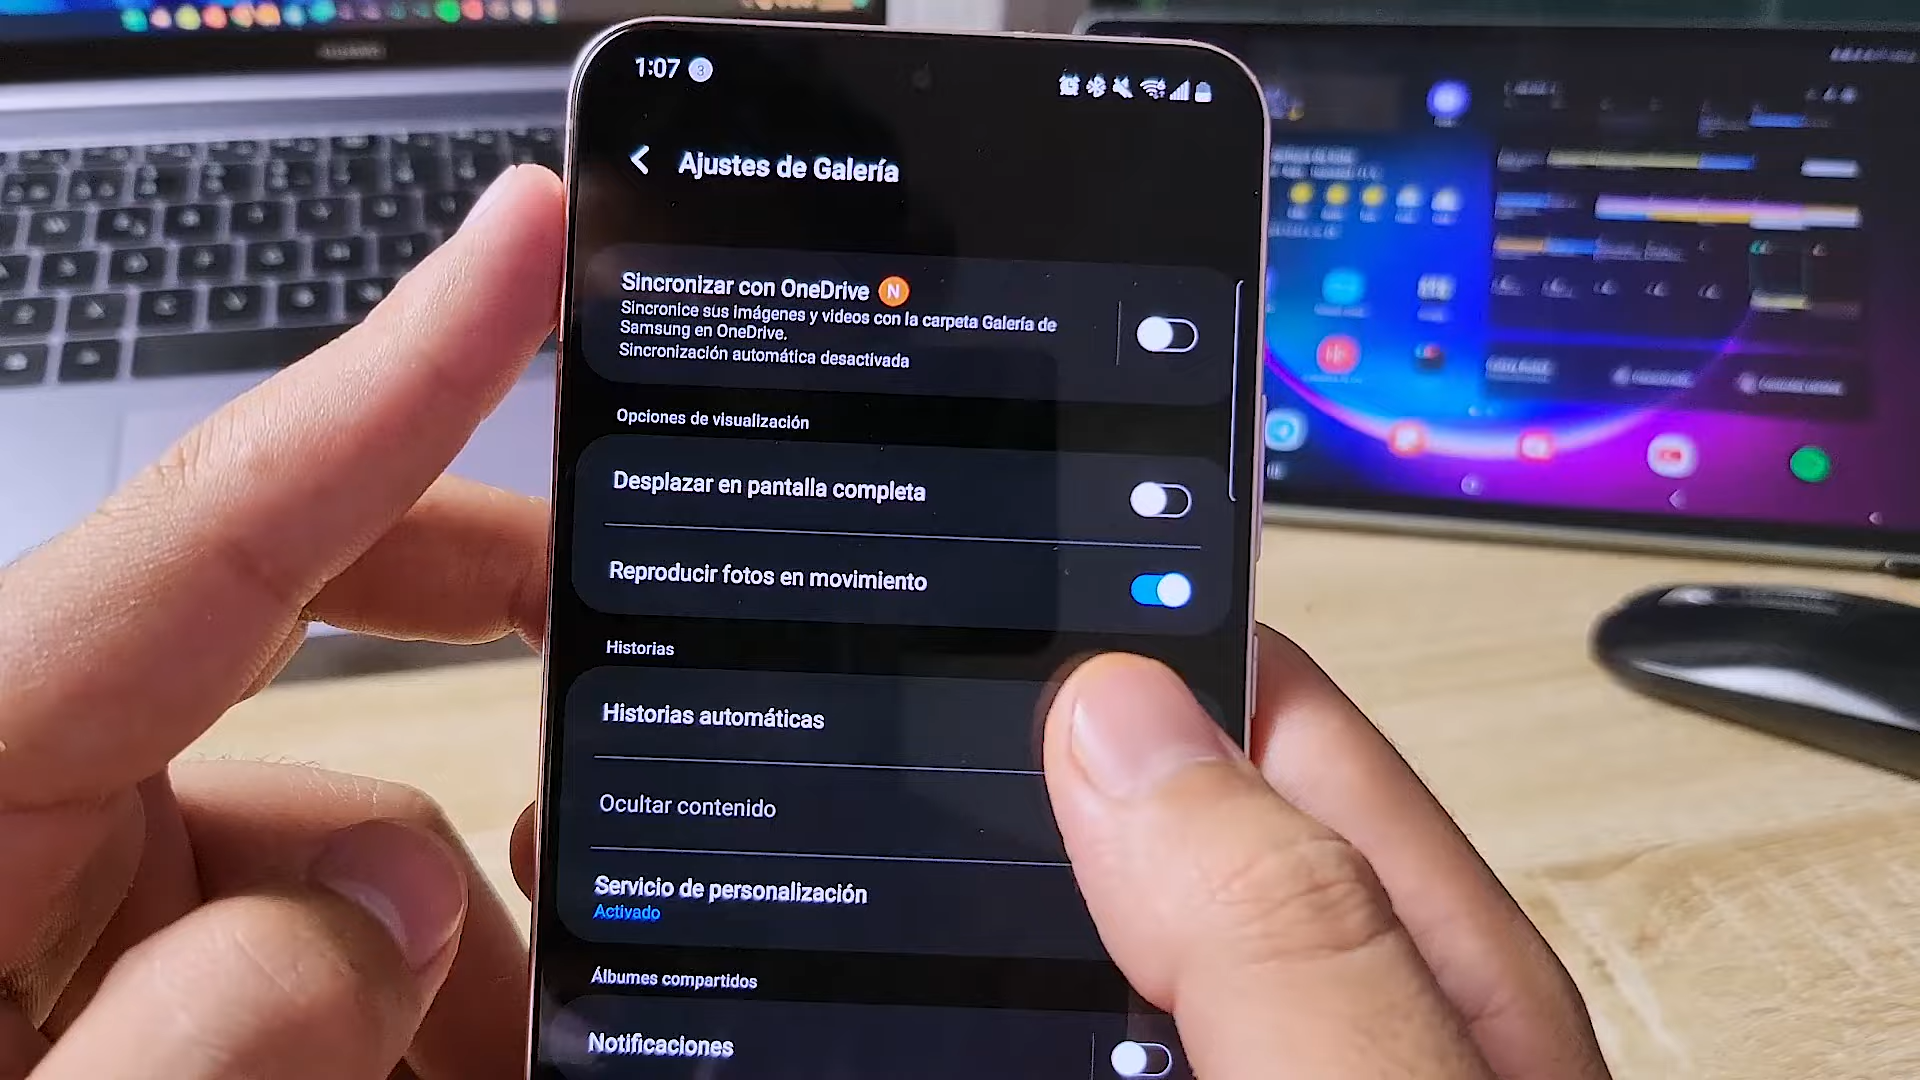 1:07 3
Ajustes de Galería
Sincronizar con OneDrive N
Sincronice sus imágenes y videos con la carpeta Galería de
Samsung en OneDrive.
Sincronización automática desactivada
Opciones de visualización
Desplazar en pantalla completa
Reproducir fotos en movimiento
Historias
Historias automáticas
Ocultar contenido
Servicio de personalización
Activado
Álbumes compartidos
Notificaciones